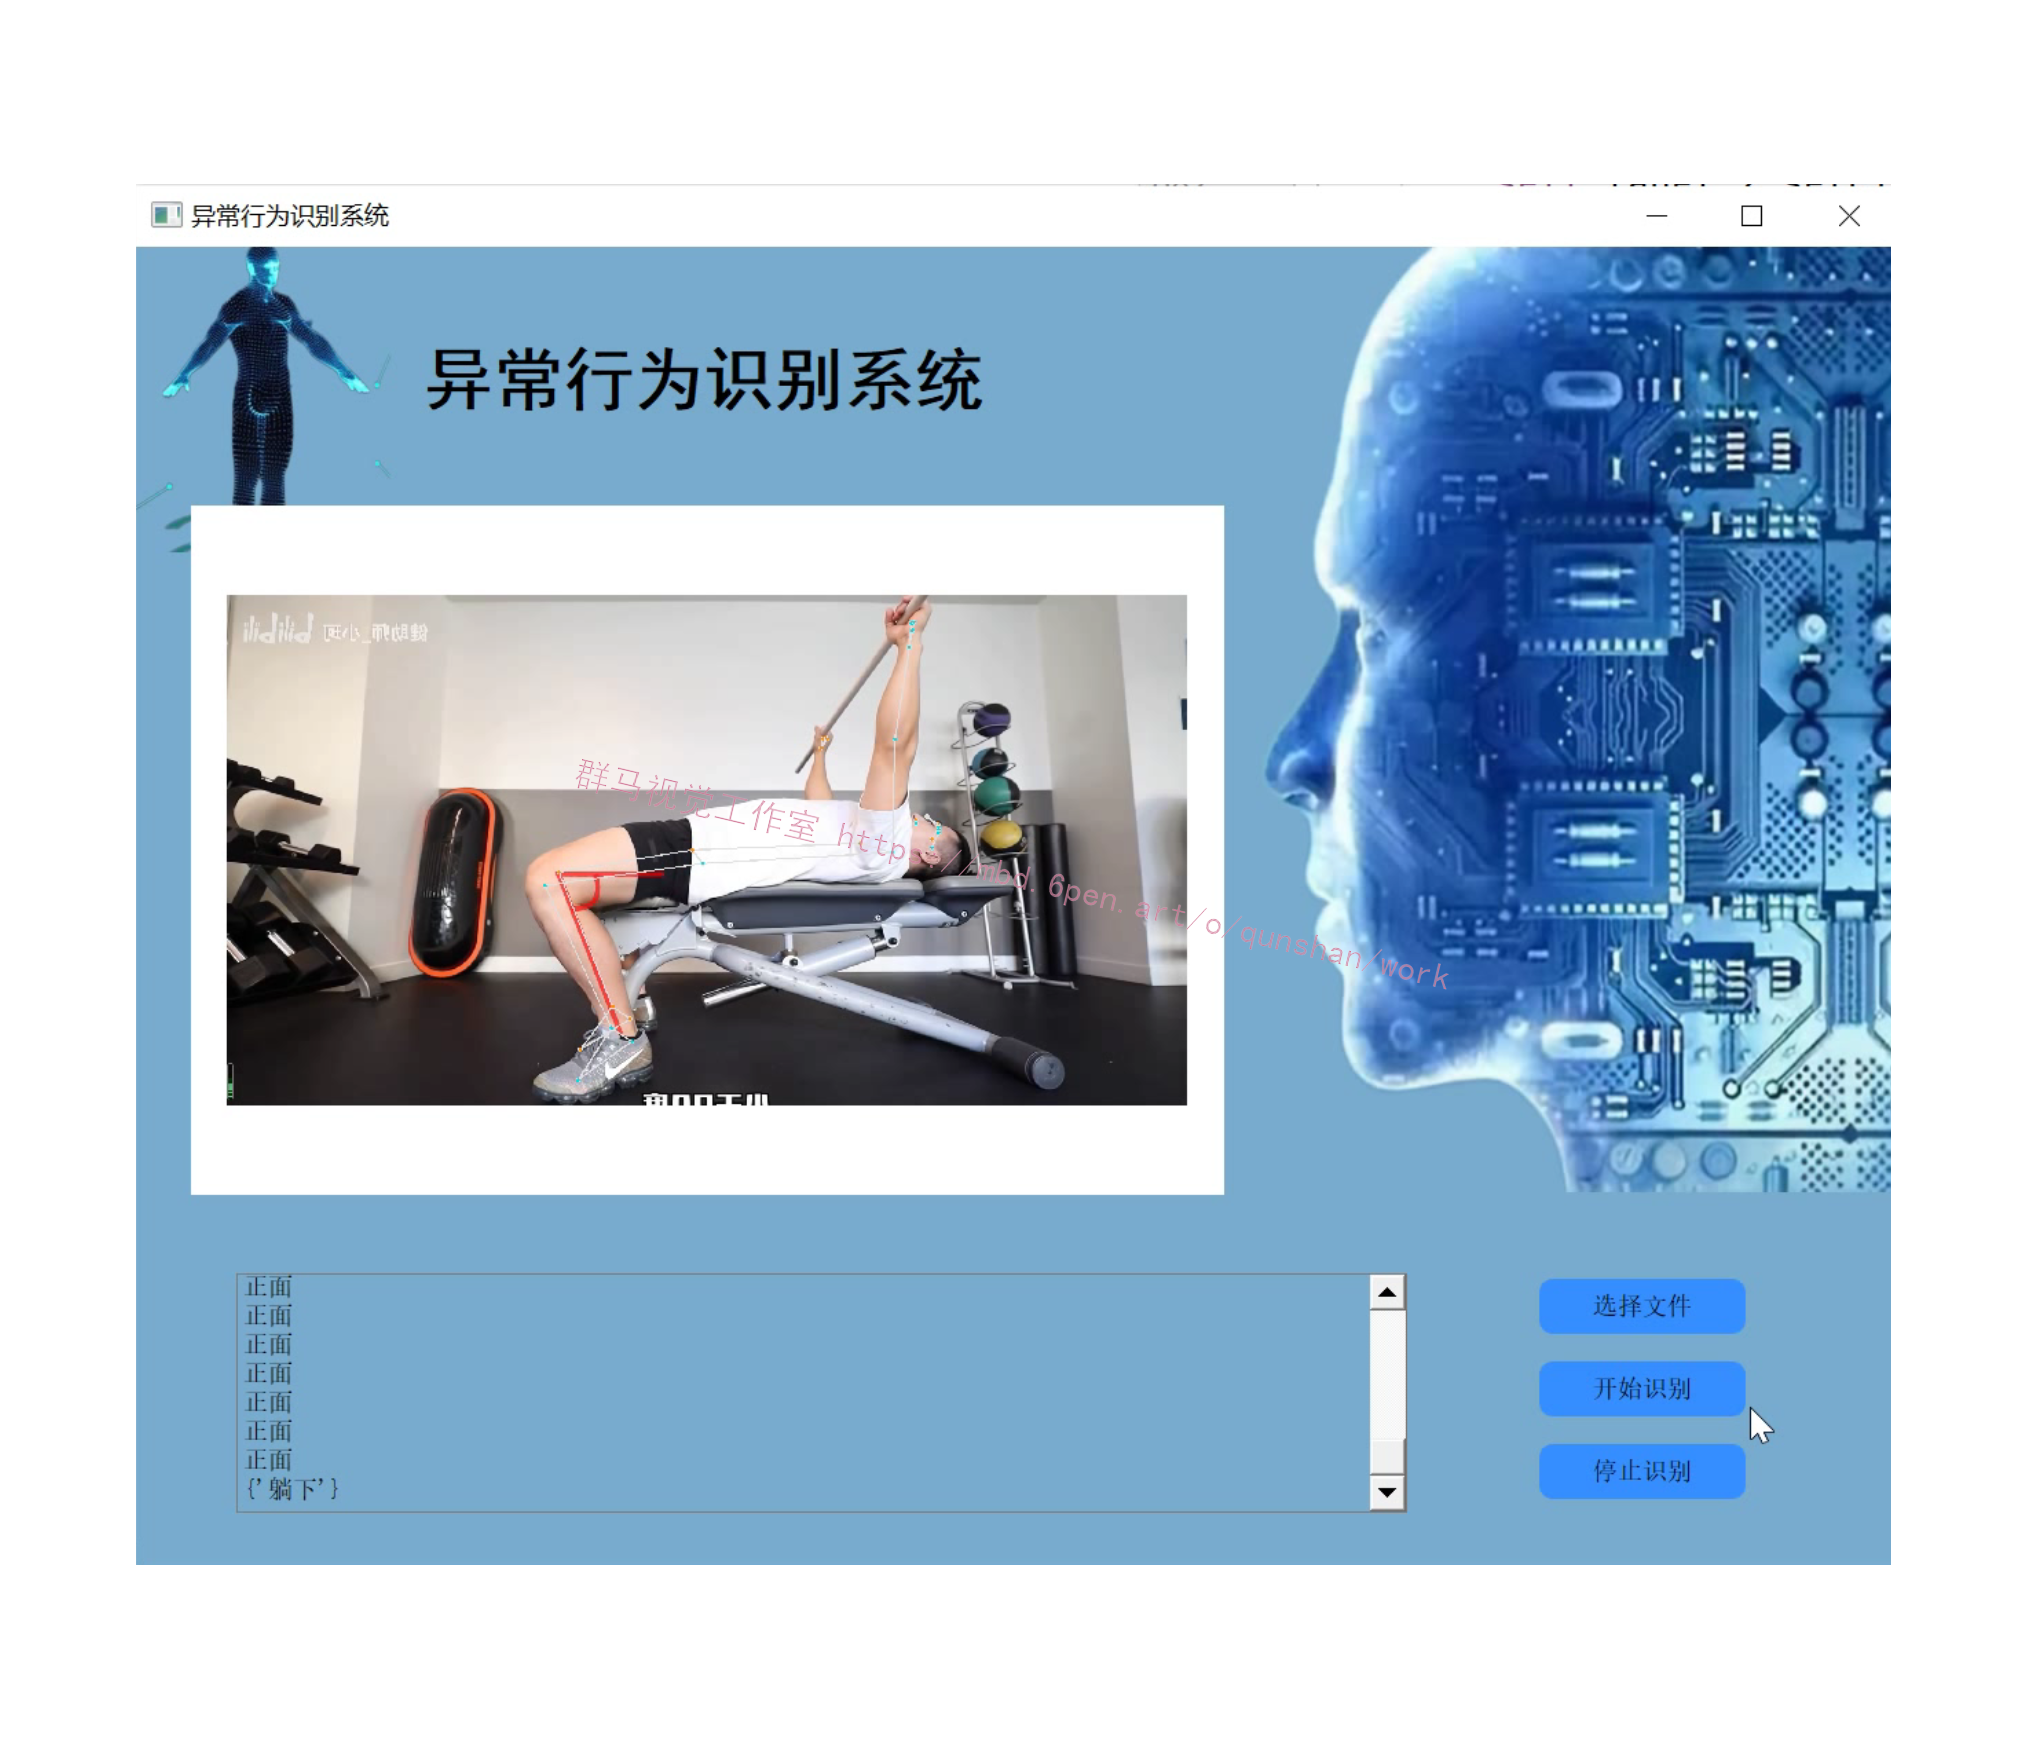 异常行为识别系统
异常行为识别系统
bilibili
群马视觉工作室 https://mbd.6pen.art/o/qunshan/work
正面
正面
正面
正面
正面
正面
正面
{'躺下'}
选择文件
开始识别
停止识别